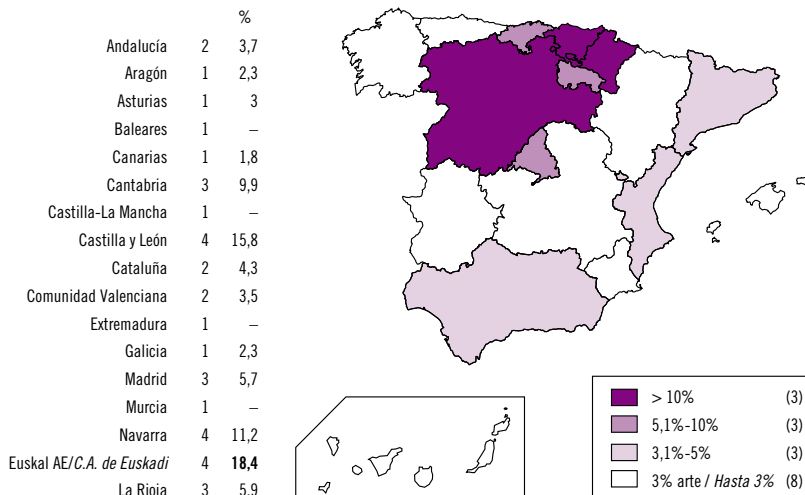 %
Andalucía 2 3,7
Aragón 1 2,3
Asturias 1 3
Baleares 1 –
Canarias 1 1,8
Cantabria 3 9,9
Castilla-La Mancha 1 –
Castilla y León 4 15,8
Cataluña 2 4,3
Comunidad Valenciana 2 3,5
Extremadura 1 –
Galicia 1 2,3
Madrid 3 5,7
Murcia 1 –
Navarra 4 11,2
Euskal AE/C.A. de Euskadi 4 18,4
La Rioja 3 5,9
> 10% (3)
5,1%-10% (3)
3,1%-5% (3)
3% arte / Hasta 3% (8)